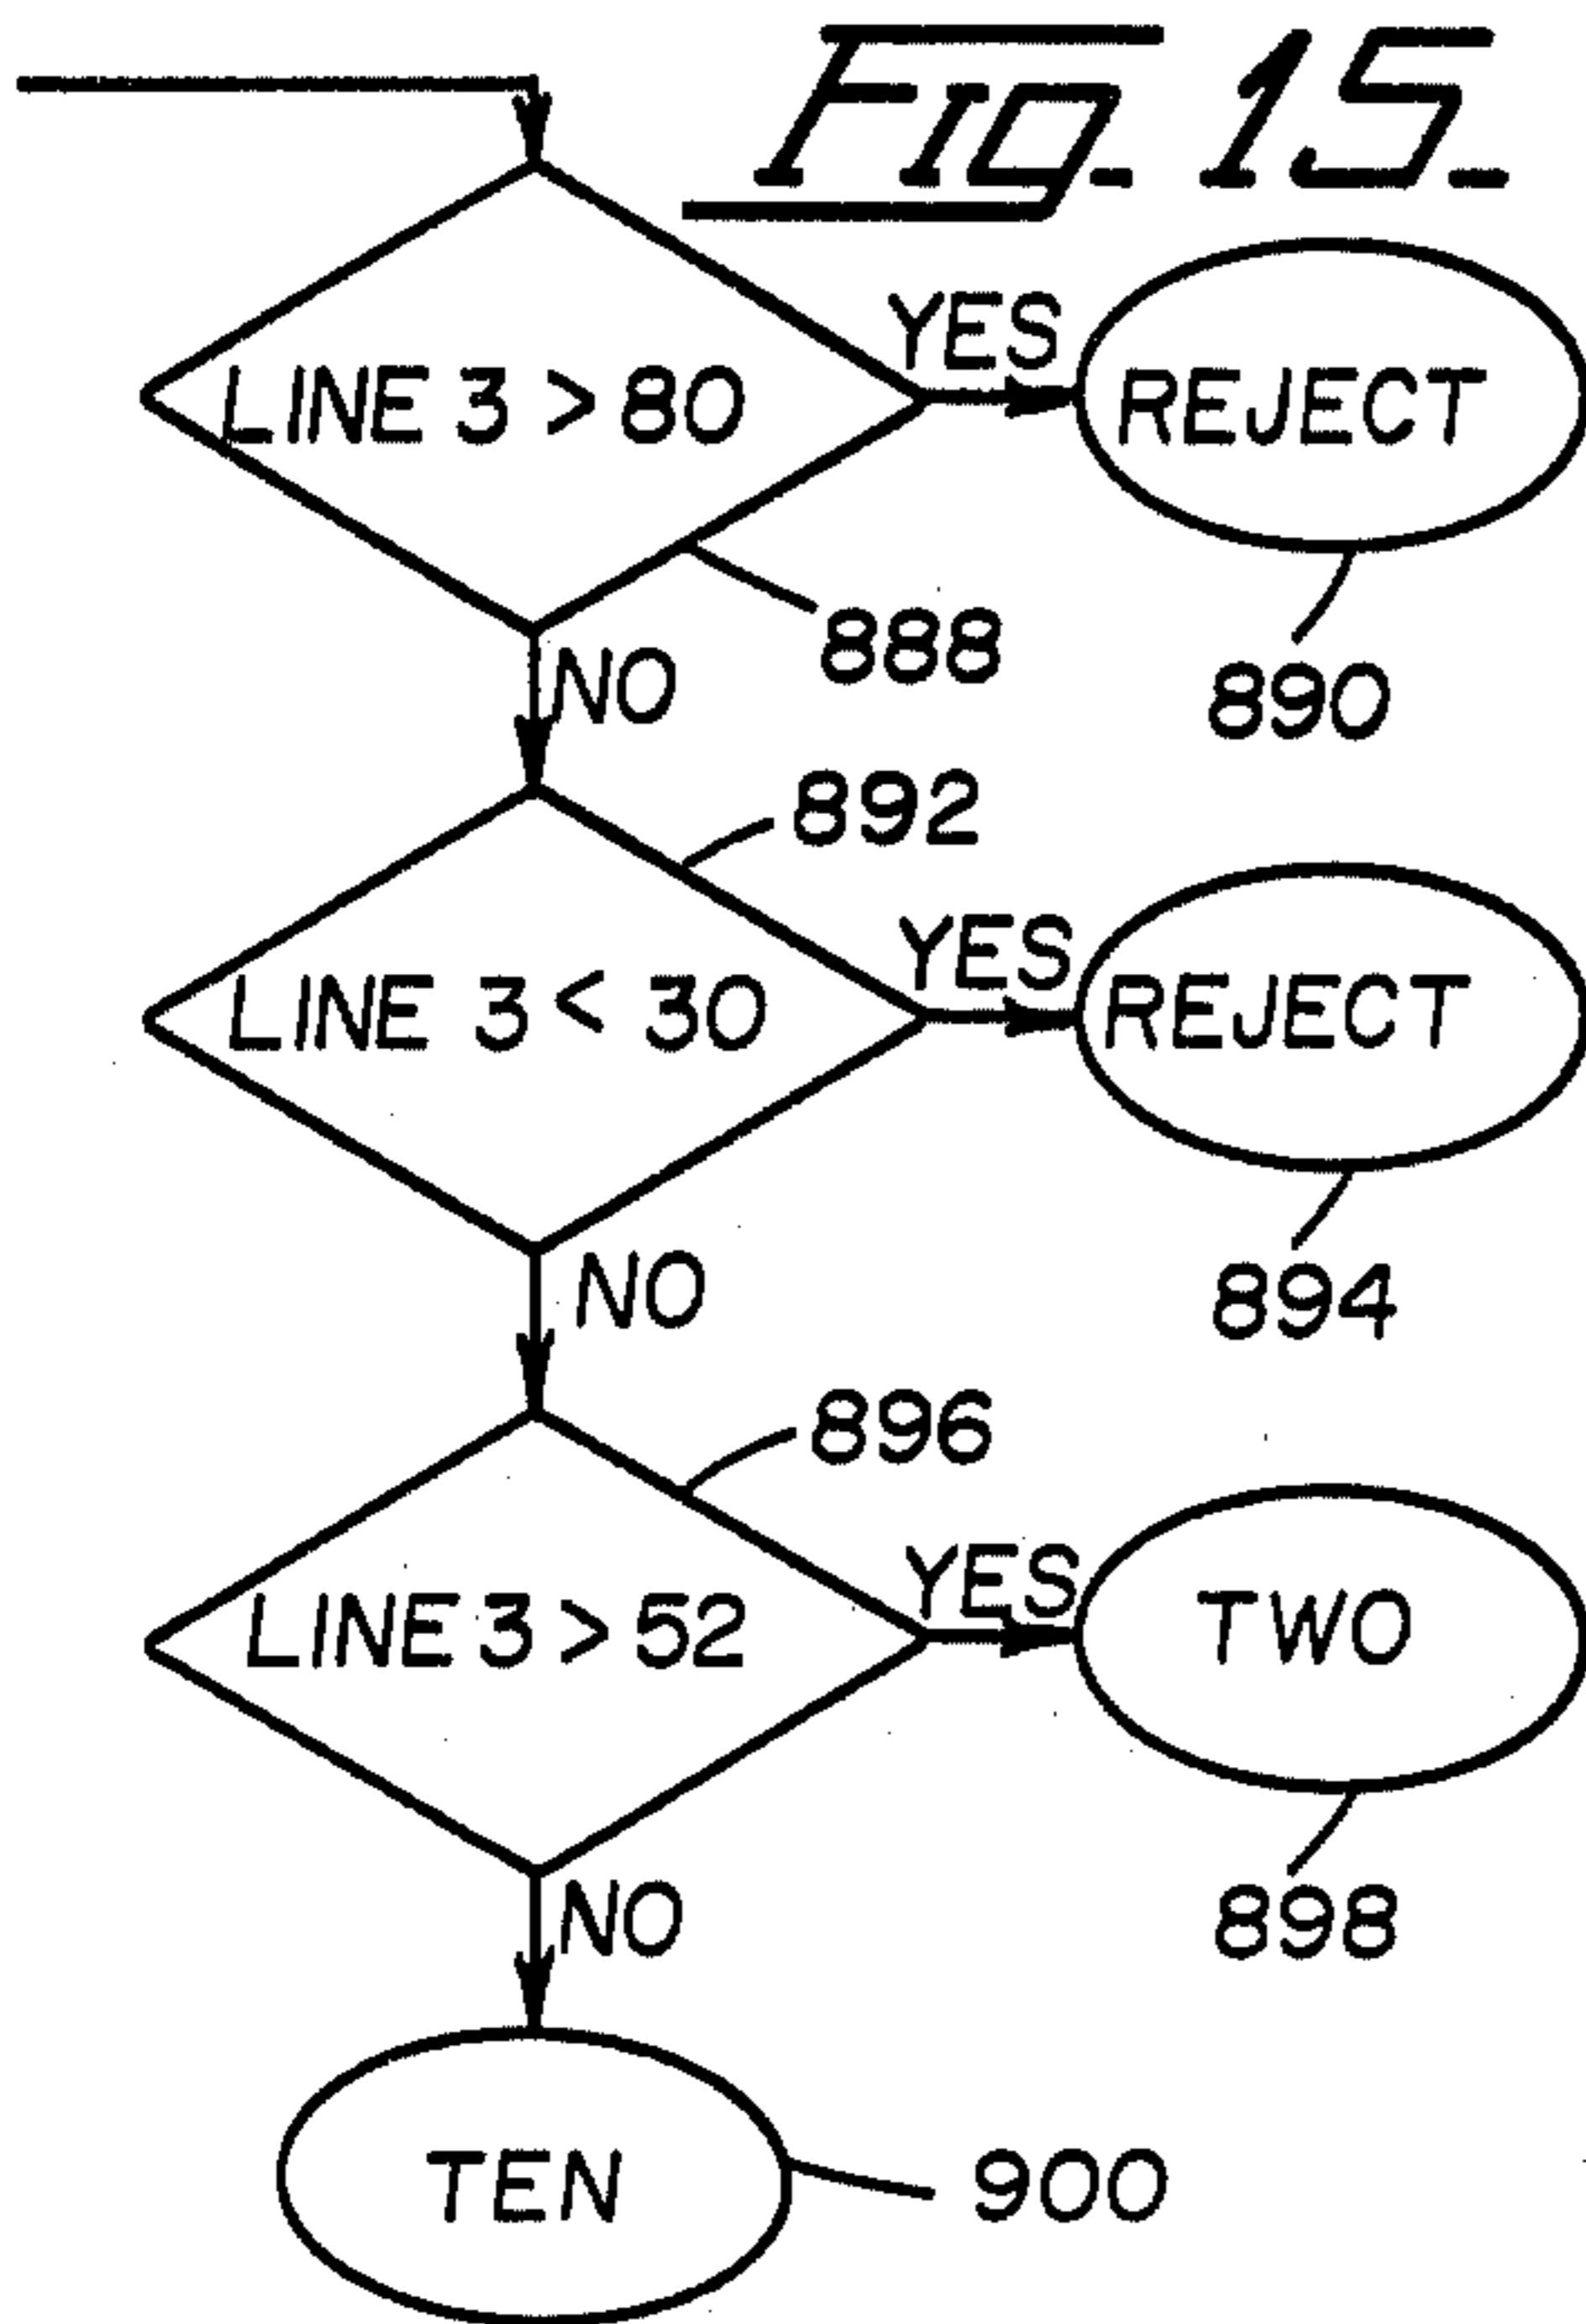 Fig. 15.
YES
LINE 3 > 80
REJECT
888
NO
890
892
YES
LINE 3 < 30
REJECT
NO
894
896
YES
LINE 3 > 52
TWO
NO
898
TEN
900